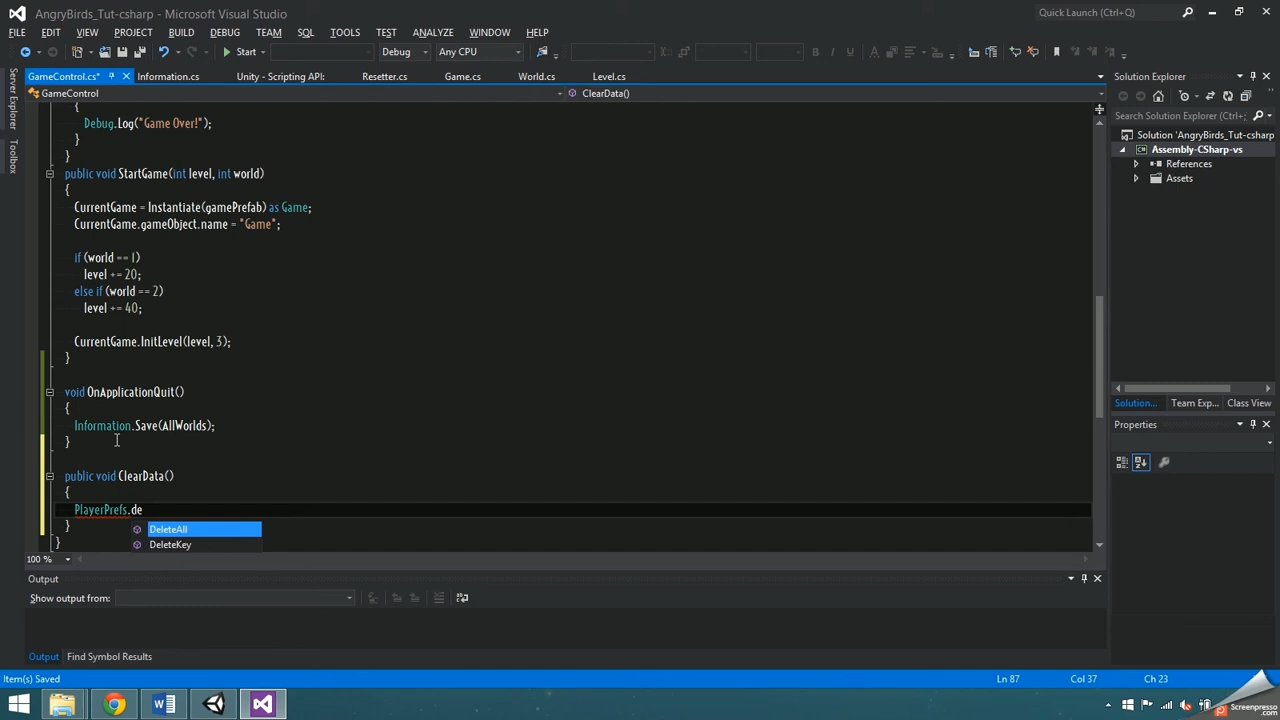 AngryBirds_Tut-csharp - Microsoft Visual Studio
Quick Launch (Ctrl+Q)
FILE EDIT VIEW PROJECT BUILD DEBUG TEAM SQL TOOLS TEST ANALYZE WINDOW HELP
Start Debug Any CPU
GameControl.cs* Information.cs Unity - Scripting API: Resetter.cs Game.cs World.cs Level.cs
GameControl ClearData()
{
Debug.Log("Game Over!");
}
}
public void StartGame(int level, int world)
{
CurrentGame = Instantiate(gamePrefab) as Game;
CurrentGame.gameObject.name = "Game";
if (world == 1)
level += 20;
else if (world == 2)
level += 40;
CurrentGame.InitLevel(level, 3);
}
void OnApplicationQuit()
{
Information.Save(AllWorlds);
}
public void ClearData()
{
PlayerPrefs.de
}
DeleteAll
DeleteKey
}
100 %
Output
Show output from:
Output Find Symbol Results
Item(s) Saved Ln 87 Col 37 Ch 23
Server Explorer
Toolbox
Solution Explorer
Search Solution Explorer (Ctrl+;
Solution 'AngryBirds_Tut-csharp
Assembly-CSharp-vs
References
Assets
Solution... Team Exp... Class View
Properties
Screenpresso
.com